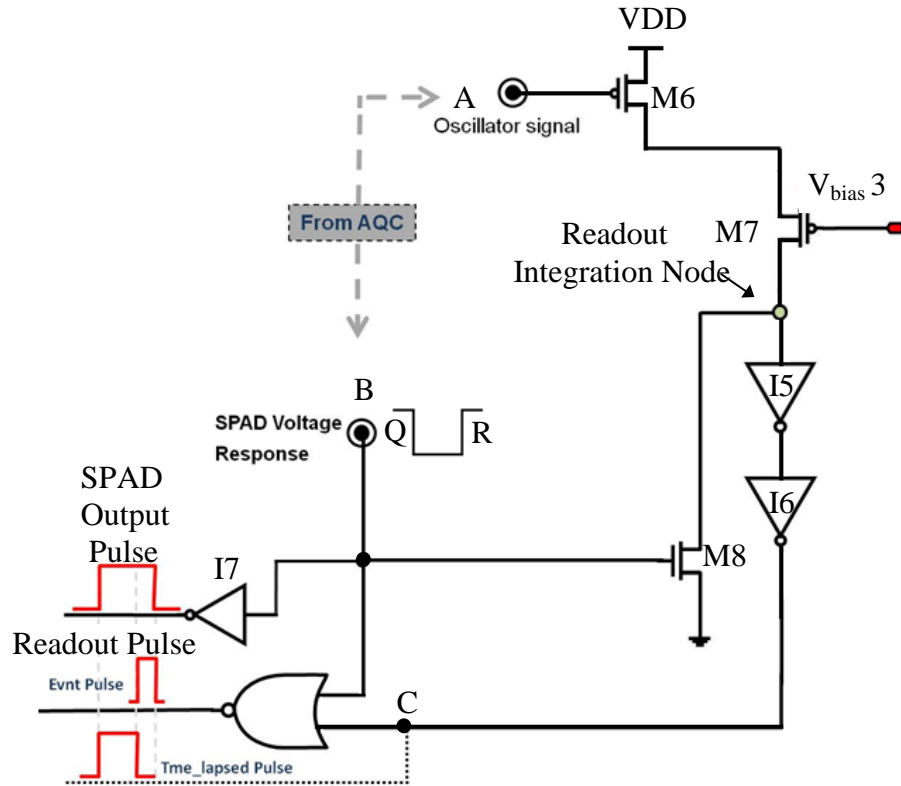 VDD
A
Oscillator signal
M6
V_bias 3
From AQC
Readout
Integration Node
M7
B
SPAD Voltage
Response
Q
R
I5
I6
SPAD
Output
Pulse
I7
M8
Readout Pulse
Evnt Pulse
C
Tme_lapsed Pulse